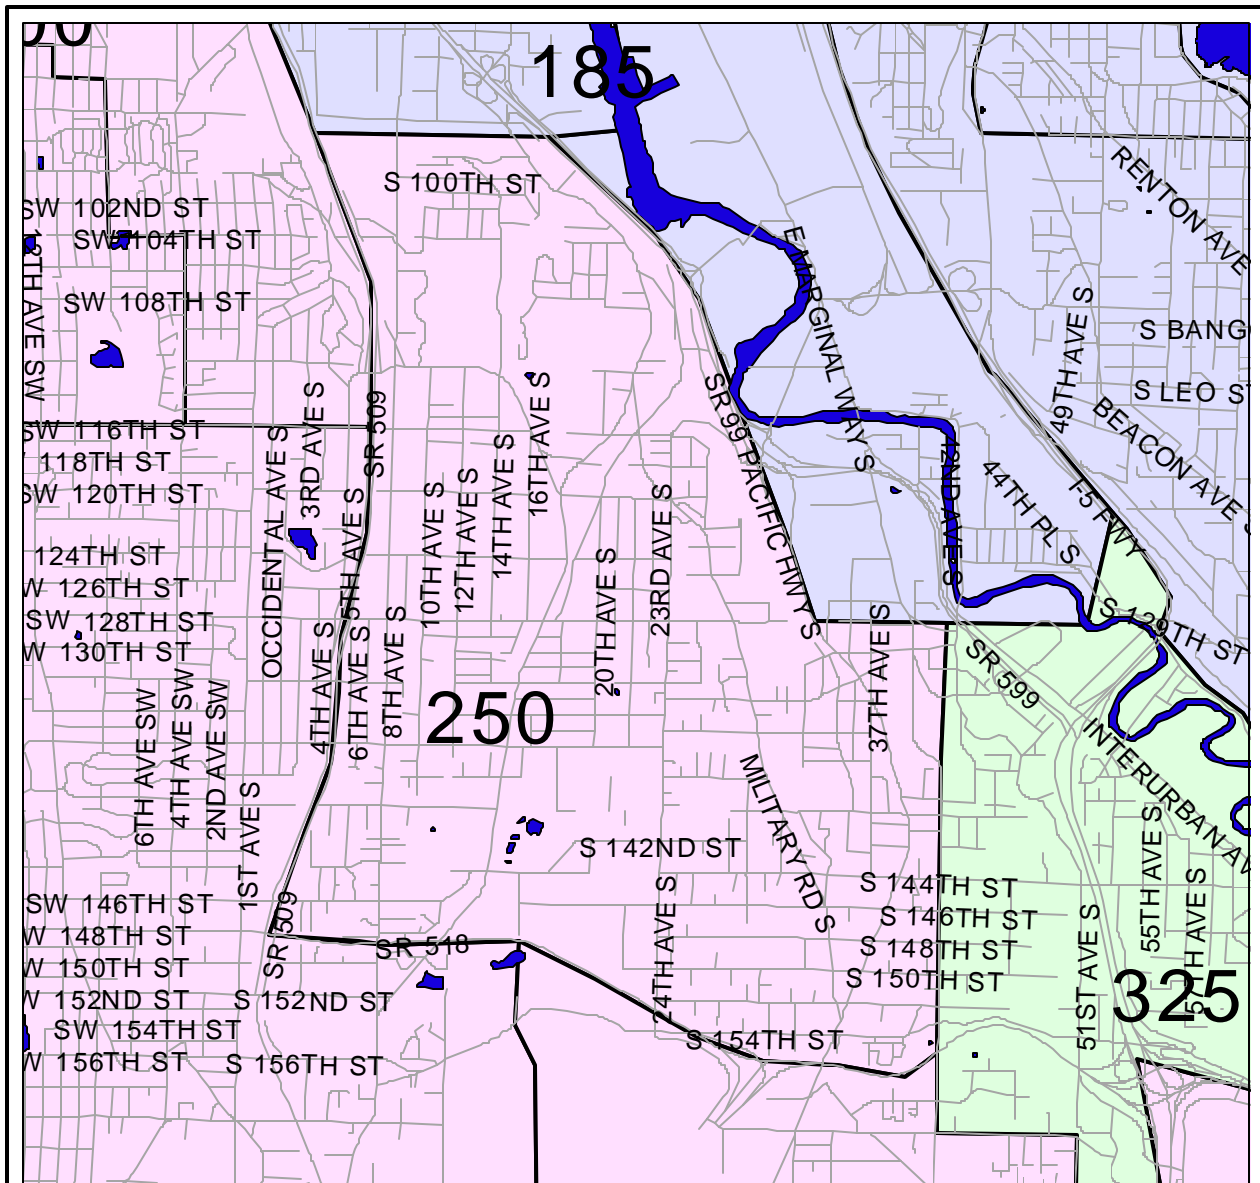 00
185
S 100TH ST
RENTON AVE
SW 102ND ST
SW 104TH ST
12TH AVE SW
SW 108TH ST
E MARGINAL WAY S
49TH AVE S
S BANG
S LEO S
BEACON AVE S
SW 116TH ST
118TH ST
SW 120TH ST
OCCIDENTAL AVE S
3RD AVE S
SR 509
5TH AVE S
10TH AVE S
12TH AVE S
14TH AVE S
16TH AVE S
20TH AVE S
23RD AVE S
SR 99 PACIFIC HWY S
42ND AVE S
44TH PL S
I-5 FWY
124TH ST
W 126TH ST
SW 128TH ST
W 130TH ST
S 129TH ST
4TH AVE S
6TH AVE S
8TH AVE S
37TH AVE S
SR 599
250
6TH AVE SW
4TH AVE SW
2ND AVE SW
1ST AVE S
INTERURBAN AV
MILITARY RD S
S 142ND ST
S 144TH ST
S 146TH ST
S 148TH ST
S 150TH ST
24TH AVE S
51ST AVE S
55TH AVE S
57TH AVE S
SW 146TH ST
W 148TH ST
W 150TH ST
W 152ND ST
SW 154TH ST
W 156TH ST
SR 509
SR 518
S 152ND ST
S 156TH ST
S 154TH ST
325